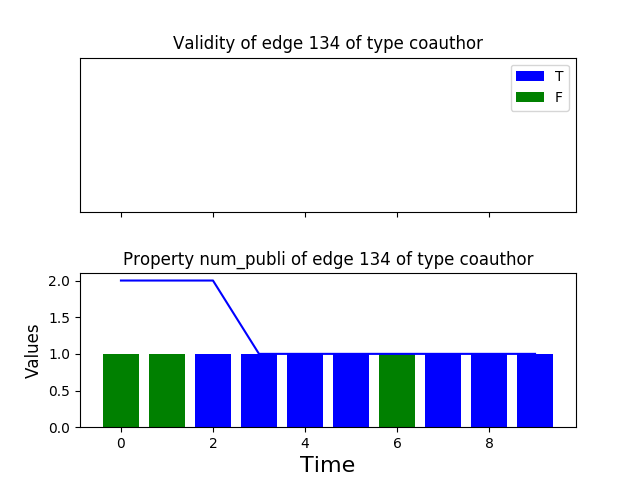 Validity of edge 134 of type coauthor
T
F
Property num_publi of edge 134 of type coauthor
Values
2.0
1.5
1.0
0.5
0.0
0 2 4 6 8
Time